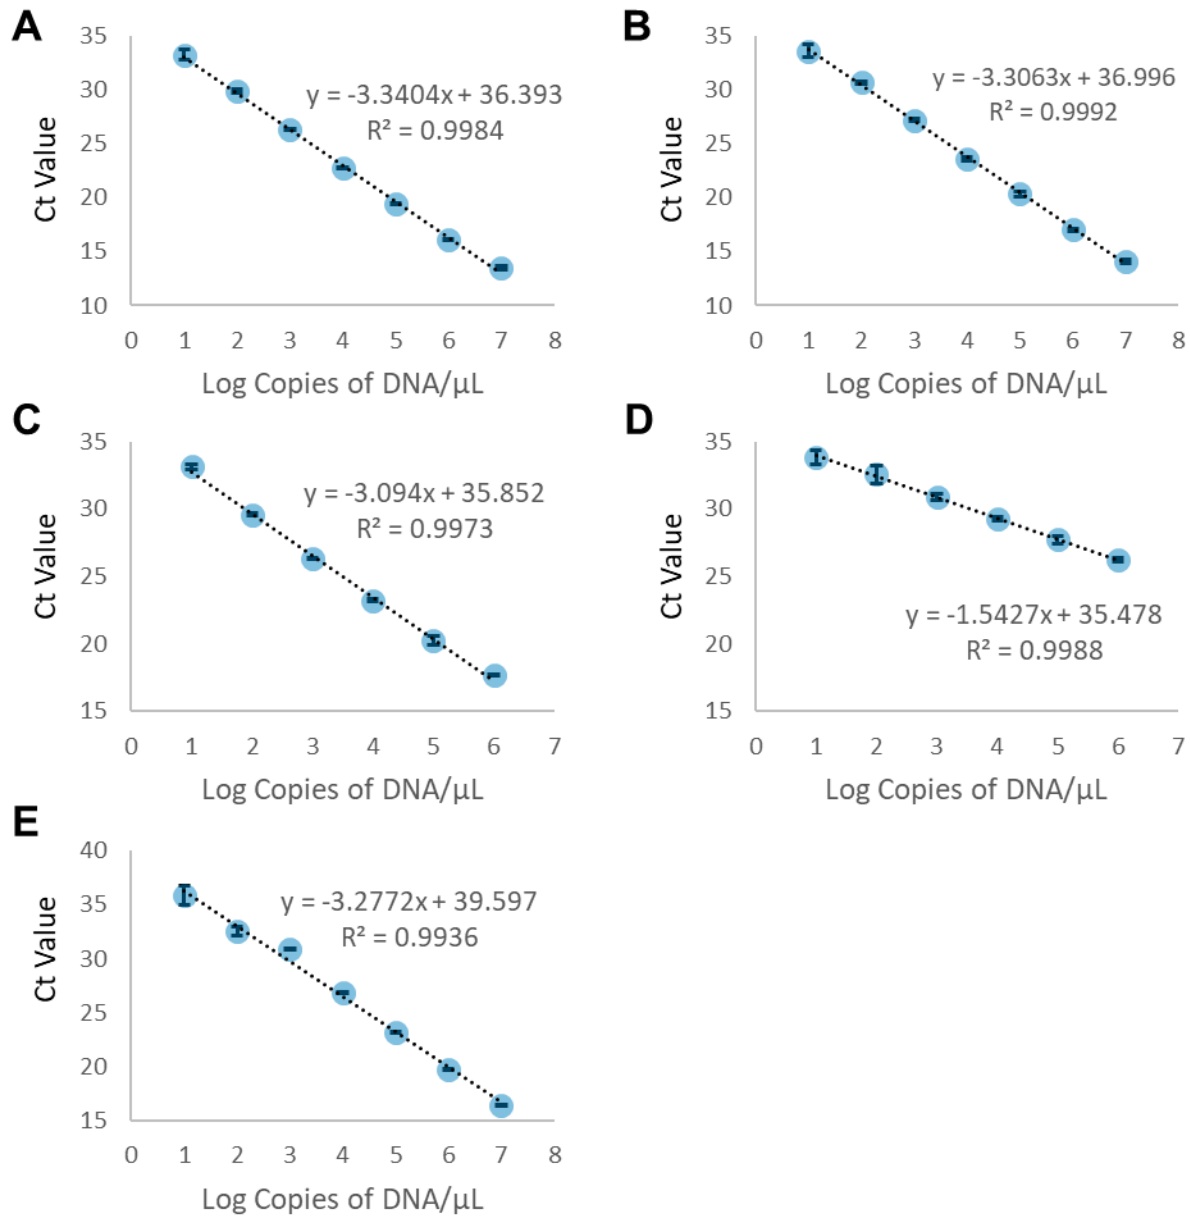 A
35
30
25
20
15
10
Ct Value
y = -3.3404x + 36.393
R² = 0.9984
0 1 2 3 4 5 6 7 8
Log Copies of DNA/µL
B
35
30
25
20
15
10
Ct Value
y = -3.3063x + 36.996
R² = 0.9992
0 1 2 3 4 5 6 7 8
Log Copies of DNA/µL
C
35
30
25
20
15
Ct Value
y = -3.094x + 35.852
R² = 0.9973
0 1 2 3 4 5 6 7
Log Copies of DNA/µL
D
35
30
25
20
15
Ct Value
y = -1.5427x + 35.478
R² = 0.9988
0 1 2 3 4 5 6 7
Log Copies of DNA/µL
E
40
35
30
25
20
15
Ct Value
y = -3.2772x + 39.597
R² = 0.9936
0 1 2 3 4 5 6 7 8
Log Copies of DNA/µL